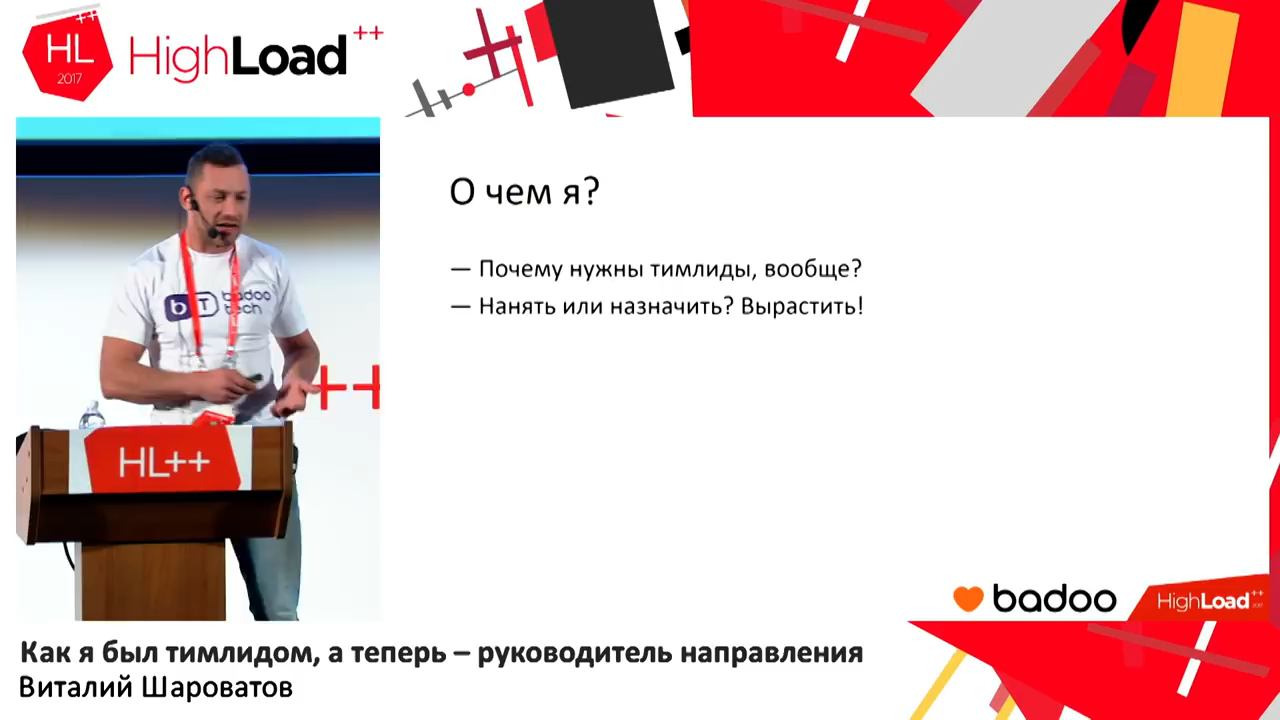 ++
HL
2017
HighLoad++
О чем я?
— Почему нужны тимлиды, вообще?
— Нанять или назначить? Вырастить!
b T badoo
tech
++
HL++
badoo
HighLoad++
Как я был тимлидом, а теперь – руководитель направления
Виталий Шароватов